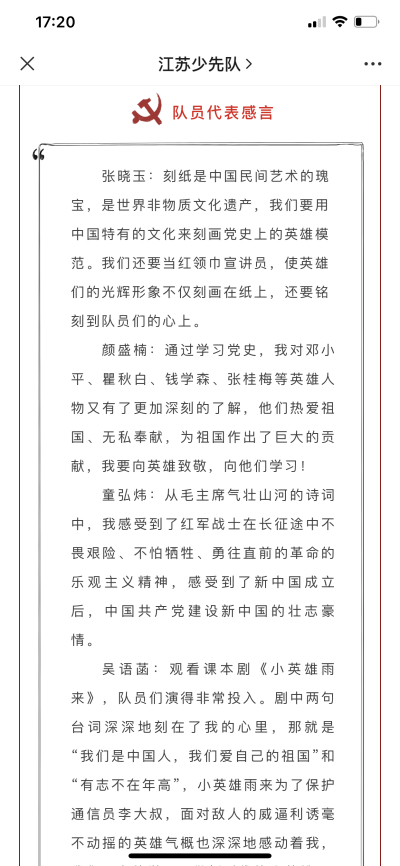 17:20
江苏少先队
队员代表感言
“
张晓玉：刻纸是中国民间艺术的瑰
宝，是世界非物质文化遗产，我们要用
中国特有的文化来刻画党史上的英雄模
范。我们还要当红领巾宣讲员，使英雄
们的光辉形象不仅刻画在纸上，还要铭
刻到队员们的心上。
颜盛楠：通过学习党史，我对邓小
平、瞿秋白、钱学森、张桂梅等英雄人
物又有了更加深刻的了解，他们热爱祖
国、无私奉献，为祖国作出了巨大的贡
献，我要向英雄致敬，向他们学习！
童弘炜：从毛主席气壮山河的诗词
中，我感受到了红军战士在长征途中不
畏艰险、不怕牺牲、勇往直前的革命的
乐观主义精神，感受到了新中国成立
后，中国共产党建设新中国的壮志豪
情。
吴语菡：观看课本剧《小英雄雨
来》，队员们演得非常投入。剧中两句
台词深深地刻在了我的心里，那就是
“我们是中国人，我们爱自己的祖国”和
“有志不在年高”，小英雄雨来为了保护
通信员李大叔，面对敌人的威逼利诱毫
不动摇的英雄气概也深深地感动着我，